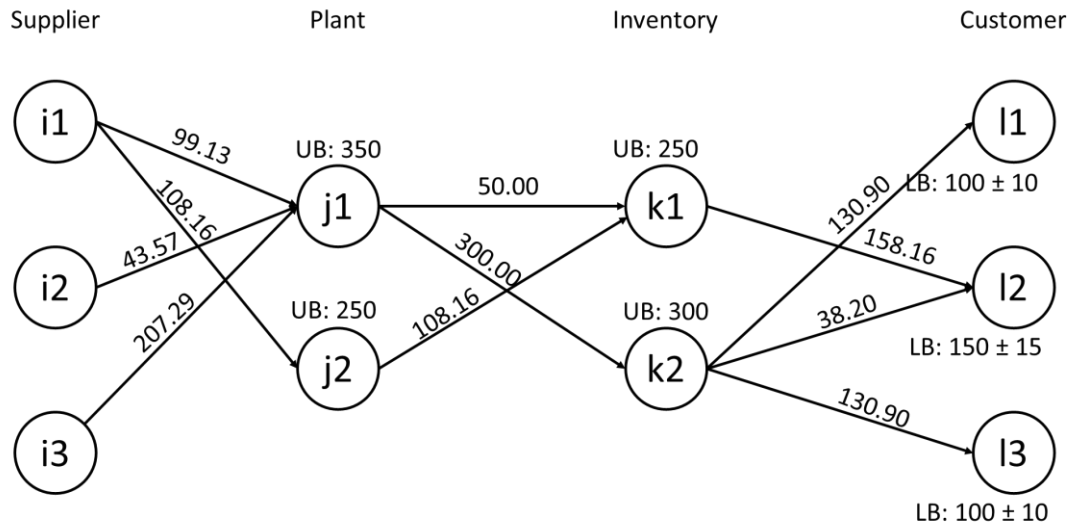 Supplier
Plant
Inventory
Customer
i1
99.13
108.16
i2
43.57
i3
207.29
UB: 350
j1
50.00
300.00
UB: 250
j2
108.16
UB: 250
k1
158.16
UB: 300
k2
130.90
38.20
130.90
l1
LB: 100 ± 10
l2
LB: 150 ± 15
l3
LB: 100 ± 10